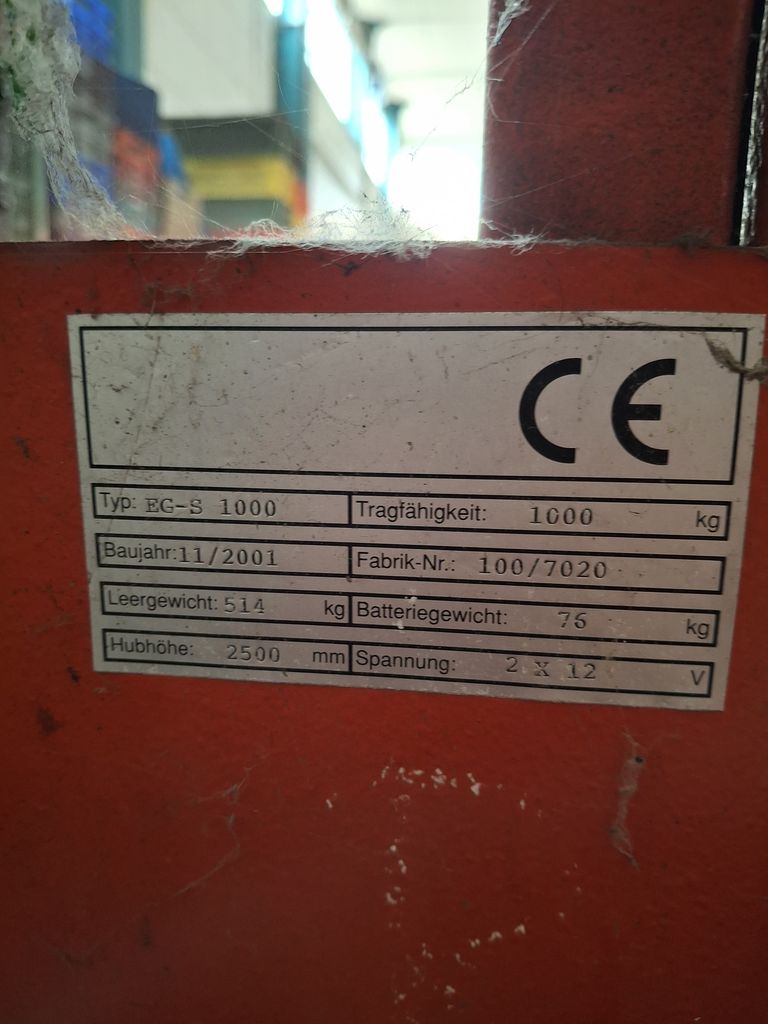 CE
Typ: EG-S 1000 Tragfähigkeit: 1000 kg
Baujahr: 11/2001 Fabrik-Nr.: 100/7020
Leergewicht: 514 kg Batteriegewicht: 76 kg
Hubhöhe: 2500 mm Spannung: 2 X 12 V